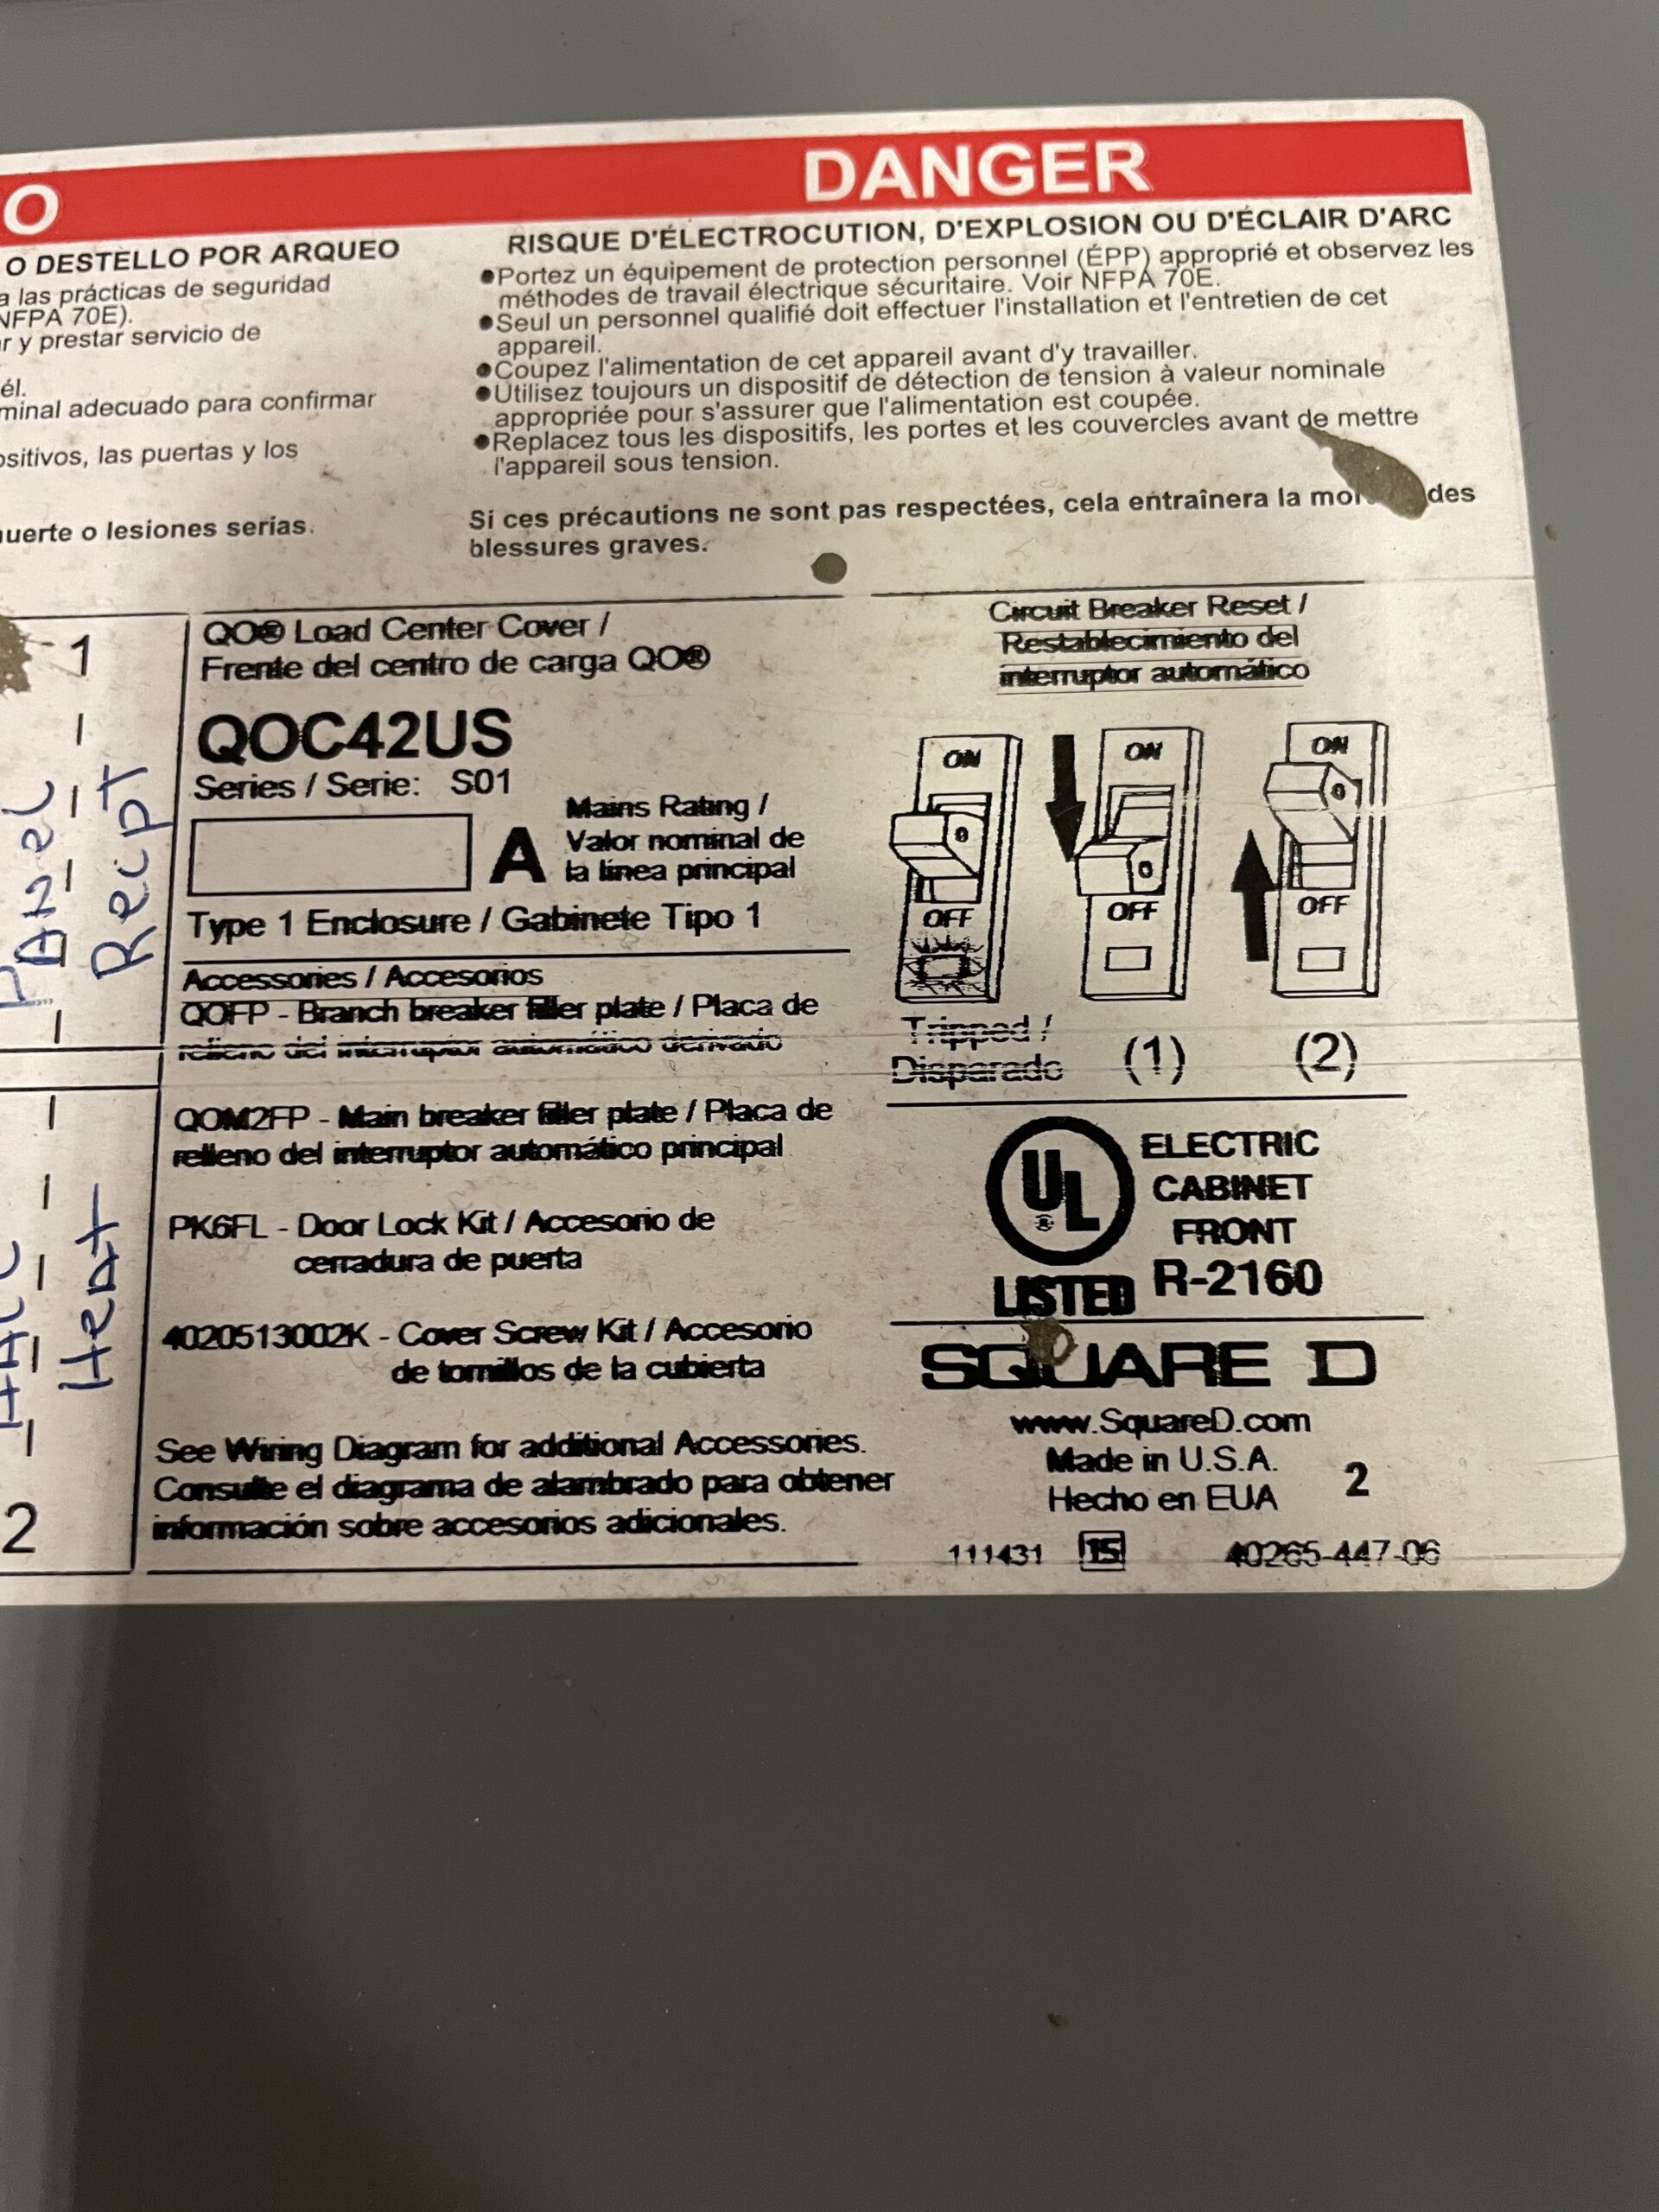 O
DANGER
O DESTELLO POR ARQUEO
a las prácticas de seguridad
NFPA 70E).
r y prestar servicio de
él.
minal adecuado para confirmar
ositivos, las puertas y los
uerte o lesiones serias.
RISQUE D'ÉLECTROCUTION, D'EXPLOSION OU D'ÉCLAIR D'ARC
●Portez un équipement de protection personnel (ÉPP) approprié et observez les
méthodes de travail électrique sécuritaire. Voir NFPA 70E.
●Seul un personnel qualifié doit effectuer l'installation et l'entretien de cet
appareil.
●Coupez l'alimentation de cet appareil avant d'y travailler.
●Utilisez toujours un dispositif de détection de tension à valeur nominale
appropriée pour s'assurer que l'alimentation est coupée.
●Replacez tous les dispositifs, les portes et les couvercles avant de mettre
l'appareil sous tension.
Si ces précautions ne sont pas respectées, cela entraînera la mor des
blessures graves.
1
Panel
Recpt
Heat
2
QO® Load Center Cover /
Frente del centro de carga QO®
QOC42US
Series / Serie: S01
A
Mains Rating /
Valor nominal de
la línea principal
Type 1 Enclosure / Gabinete Tipo 1
Accessories / Accesorios
QOFP - Branch breaker filler plate / Placa de
relleno del interruptor automático derivado
QOM2FP - Main breaker filler plate / Placa de
relleno del interruptor automático principal
PK6FL - Door Lock Kit / Accesorio de
cerradura de puerta
4020513002K - Cover Screw Kit / Accesorio
de tornillos de la cubierta
See Wiring Diagram for additional Accessories.
Consulte el diagrama de alambrado para obtener
información sobre accesorios adicionales.
Circuit Breaker Reset /
Restablecimiento del
interruptor automático
ON ON ON
OFF OFF OFF
Tripped /
Disparado
(1) (2)
UL
LISTED
ELECTRIC
CABINET
FRONT
R-2160
SQUARE D
www.SquareD.com
Made in U.S.A.
Hecho en EUA
2
111431 15 40265-447-06